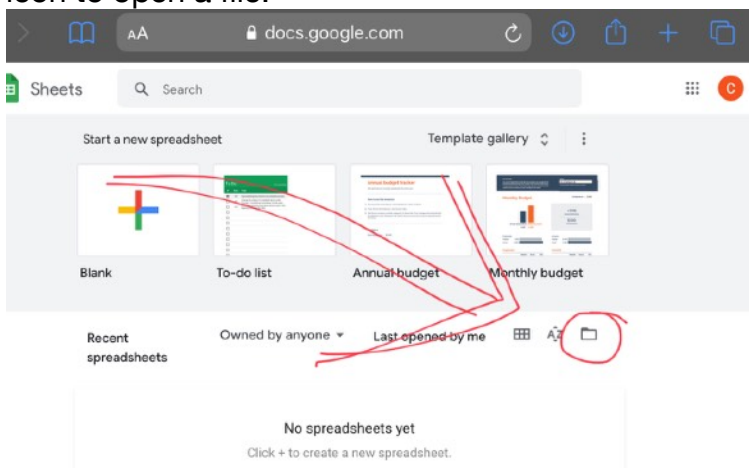 icon to open a file.
AA docs.google.com
Sheets Search C
Start a new spreadsheet Template gallery
Blank To-do list Annual budget Monthly budget
Recent Owned by anyone Last opened by me AZ
spreadsheets
No spreadsheets yet
Click + to create a new spreadsheet.